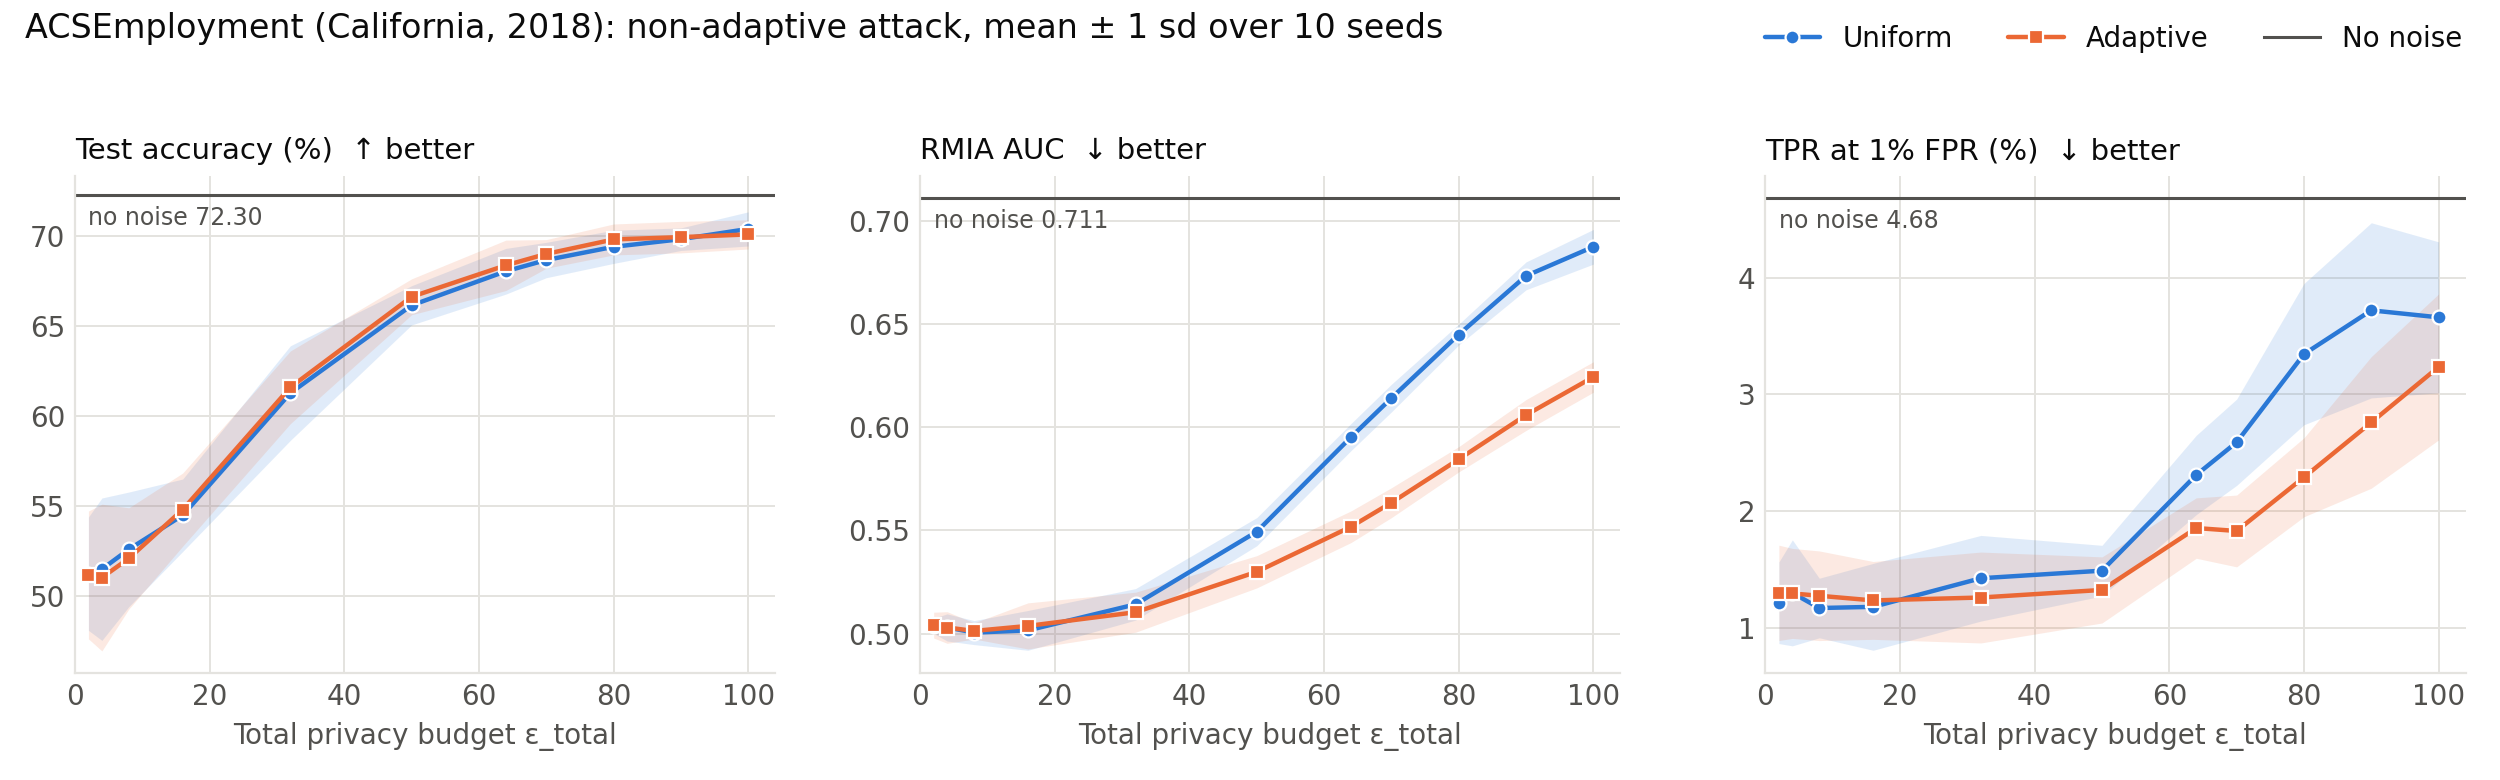 ACSEmployment (California, 2018): non-adaptive attack, mean ± 1 sd over 10 seeds
Uniform
Adaptive
No noise
Test accuracy (%) ↑ better
no noise 72.30
70
65
60
55
50
0 20 40 60 80 100
Total privacy budget ε_total
RMIA AUC ↓ better
no noise 0.711
0.70
0.65
0.60
0.55
0.50
0 20 40 60 80 100
Total privacy budget ε_total
TPR at 1% FPR (%) ↓ better
no noise 4.68
4
3
2
1
0 20 40 60 80 100
Total privacy budget ε_total